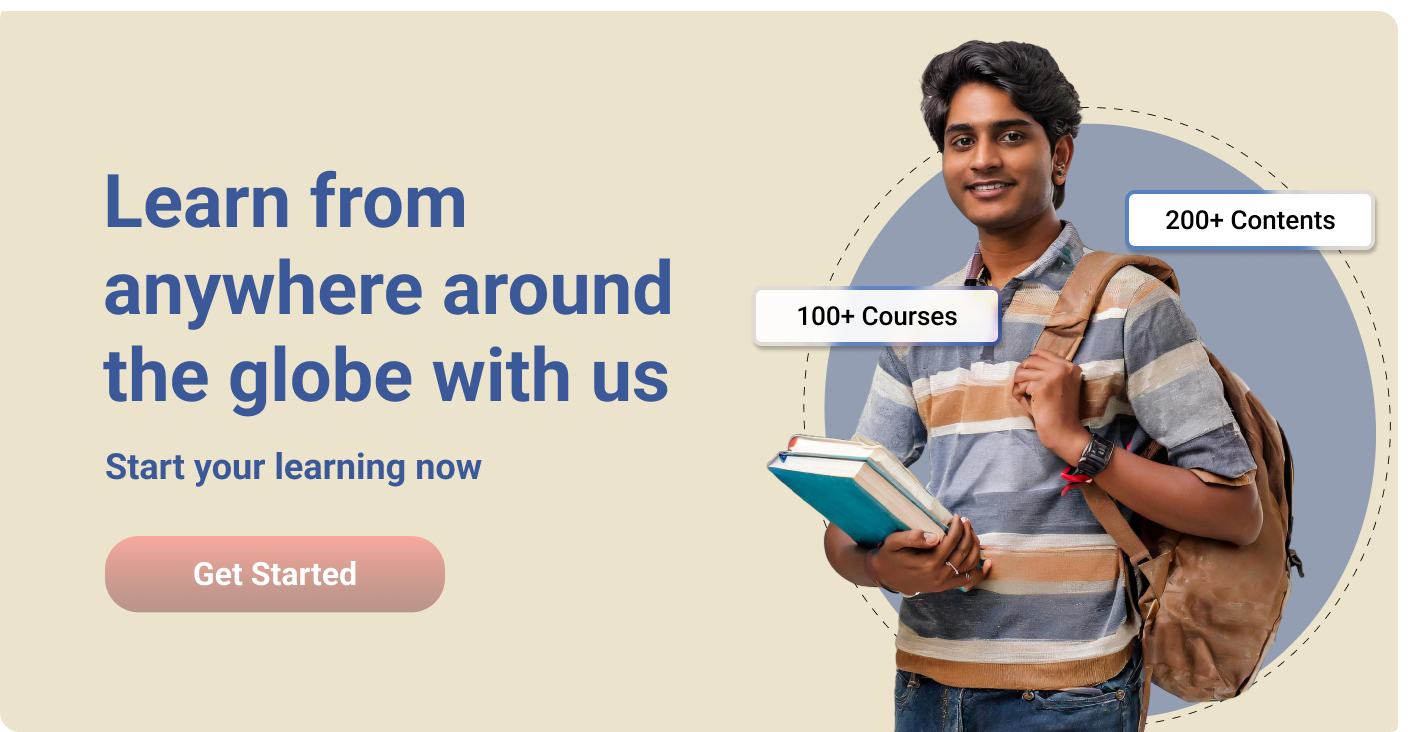 Learn from
anywhere around
the globe with us
Start your learning now
Get Started
200+ Contents
100+ Courses